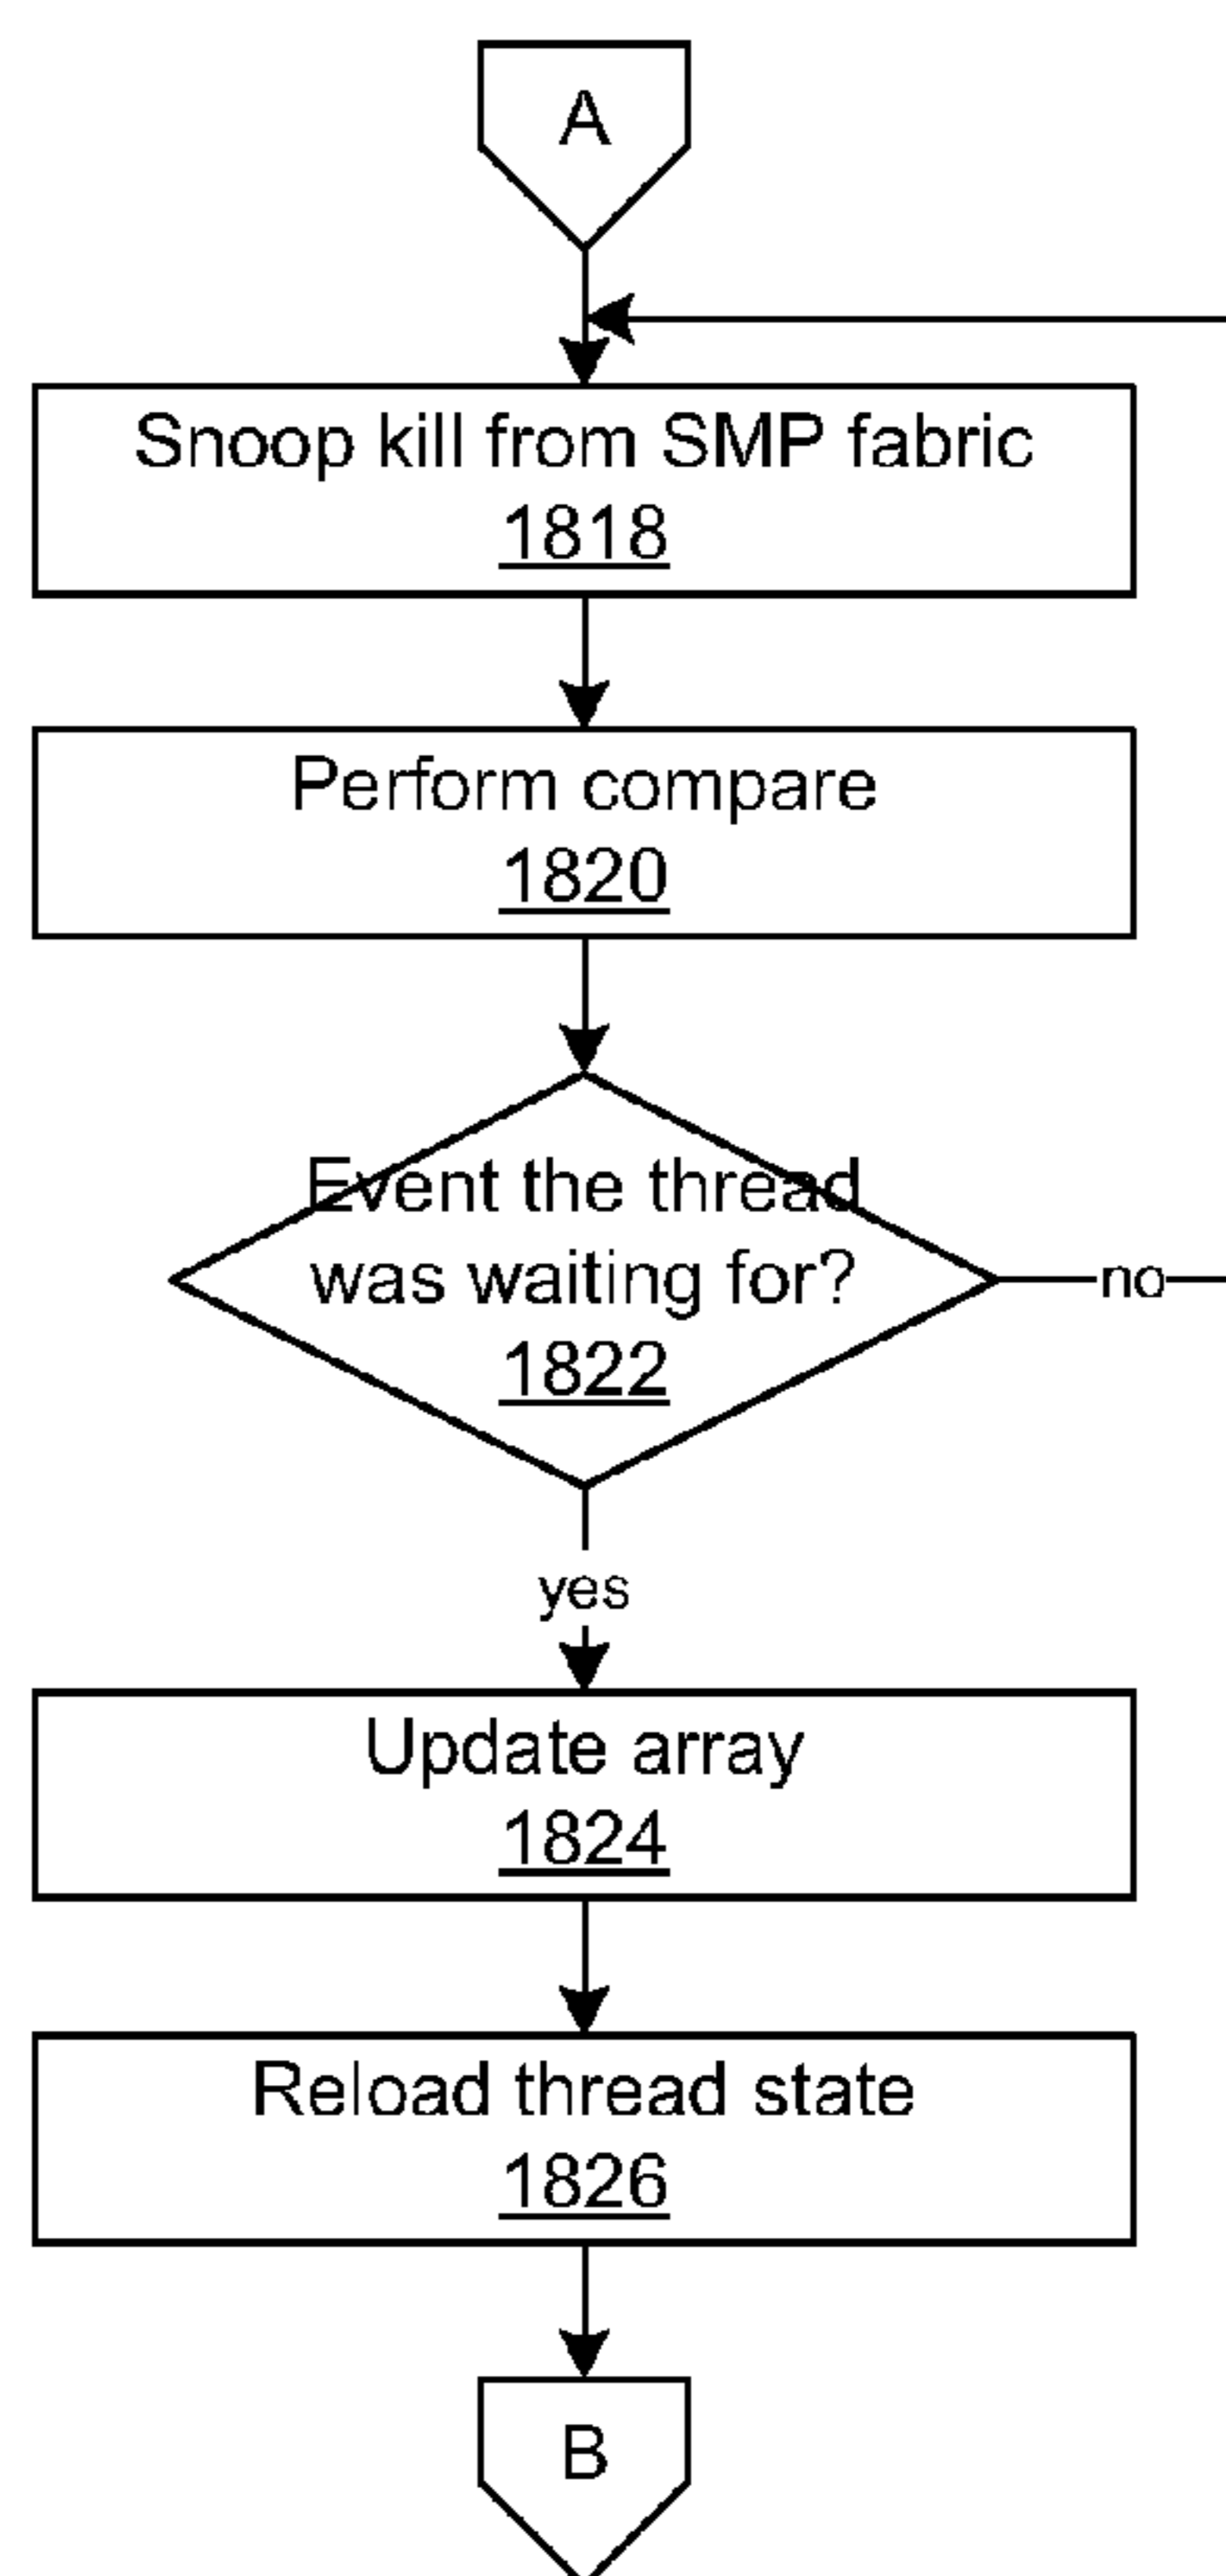 A
Snoop kill from SMP fabric
1818
Perform compare
1820
Event the thread
was waiting for?
1822
no
yes
Update array
1824
Reload thread state
1826
B